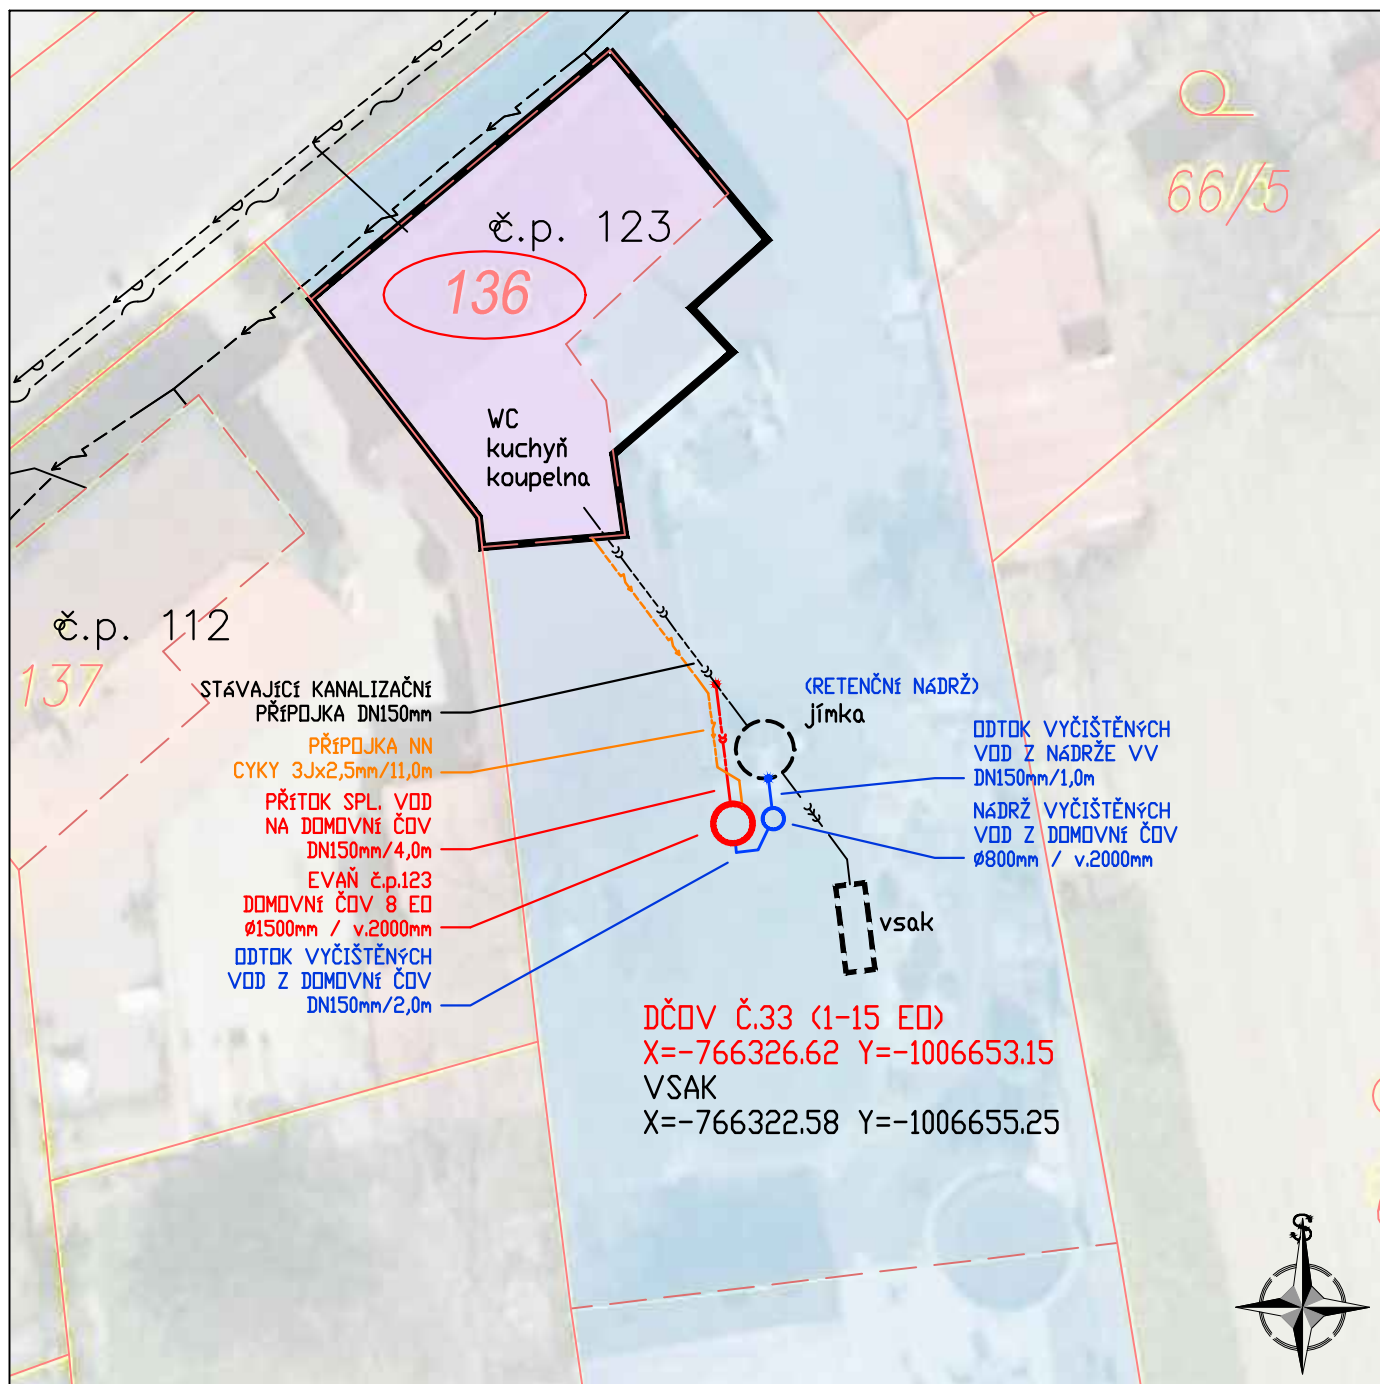 66/5
č.p. 123
136
WC
kuchyň
koupelna
č.p. 112
137
STÁVAJÍCÍ KANALIZAČNÍ
PŘÍPOJKA DN150mm
PŘÍPOJKA NN
CYKY 3Jx2,5mm/11,0m
PŘÍTOK SPL. VOD
NA DOMOVNÍ ČOV
DN150mm/4,0m
EVAŇ č.p.123
DOMOVNÍ ČOV 8 EO
Ø1500mm / v.2000mm
ODTOK VYČIŠTĚNÝCH
VOD Z DOMOVNÍ ČOV
DN150mm/2,0m
(RETENČNÍ NÁDRŽ)
jímka
ODTOK VYČIŠTĚNÝCH
VOD Z NÁDRŽE VV
DN150mm/1,0m
NÁDRŽ VYČIŠTĚNÝCH
VOD Z DOMOVNÍ ČOV
Ø800mm / v.2000mm
vsak
DČOV Č.33 (1-15 EO)
X=-766326.62 Y=-1006653.15
VSAK
X=-766322.58 Y=-1006655.25
S